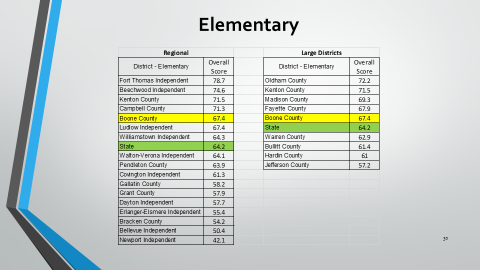 Elementary
Regional
District - Elementary Overall Score
Fort Thomas Independent 78.7
Beechwood Independent 74.6
Kenton County 71.5
Campbell County 71.3
Boone County 67.4
Ludlow Independent 67.4
Williamstown Independent 64.3
State 64.2
Walton-Verona Independent 64.1
Pendleton County 63.9
Covington Independent 61.3
Gallatin County 58.2
Grant County 57.9
Dayton Independent 57.7
Erlanger-Elsmere Independent 55.4
Bracken County 54.2
Bellevue Independent 50.4
Newport Independent 42.1
Large Districts
District - Elementary Overall Score
Oldham County 72.2
Kenton County 71.5
Madison County 69.3
Fayette County 67.9
Boone County 67.4
State 64.2
Warren County 62.9
Bullitt County 61.4
Hardin County 61
Jefferson County 57.2